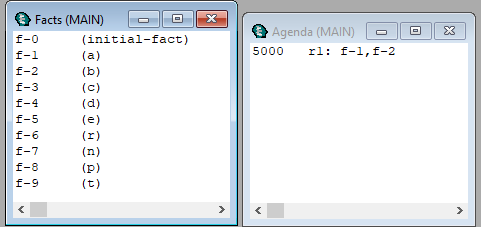 Facts (MAIN)
f-0 (initial-fact)
f-1 (a)
f-2 (b)
f-3 (c)
f-4 (d)
f-5 (e)
f-6 (r)
f-7 (n)
f-8 (p)
f-9 (t)
Agenda (MAIN)
5000 r1: f-1,f-2